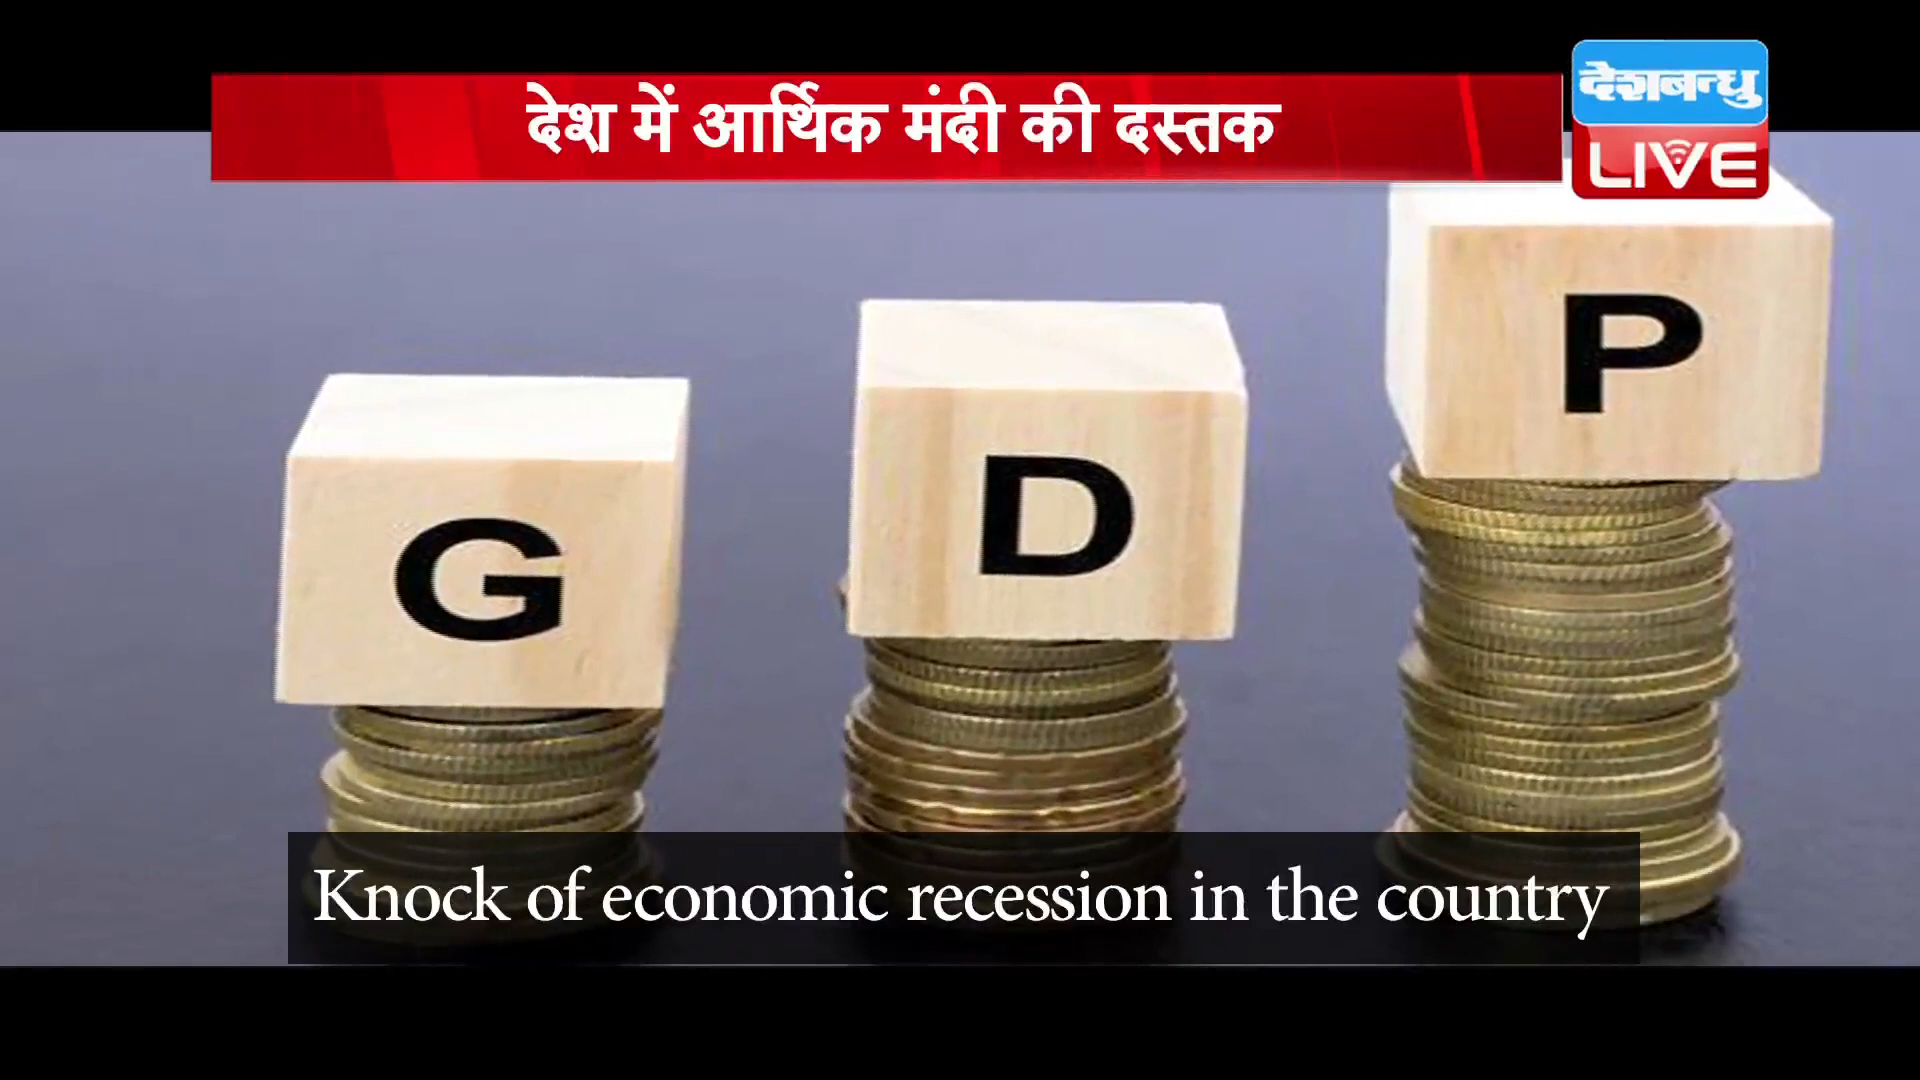 देश में आर्थिक मंदी की दस्तक
देशबन्धु
LIVE
G
D
P
Knock of economic recession in the country